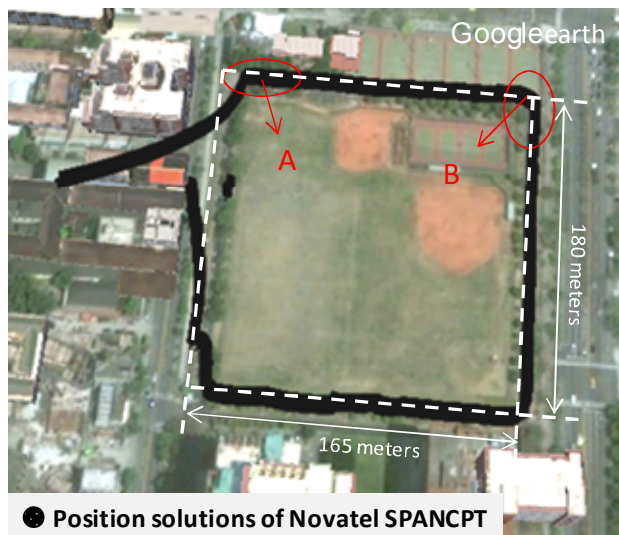 Googleearth
A
B
180 meters
165 meters
Position solutions of Novatel SPANCPT